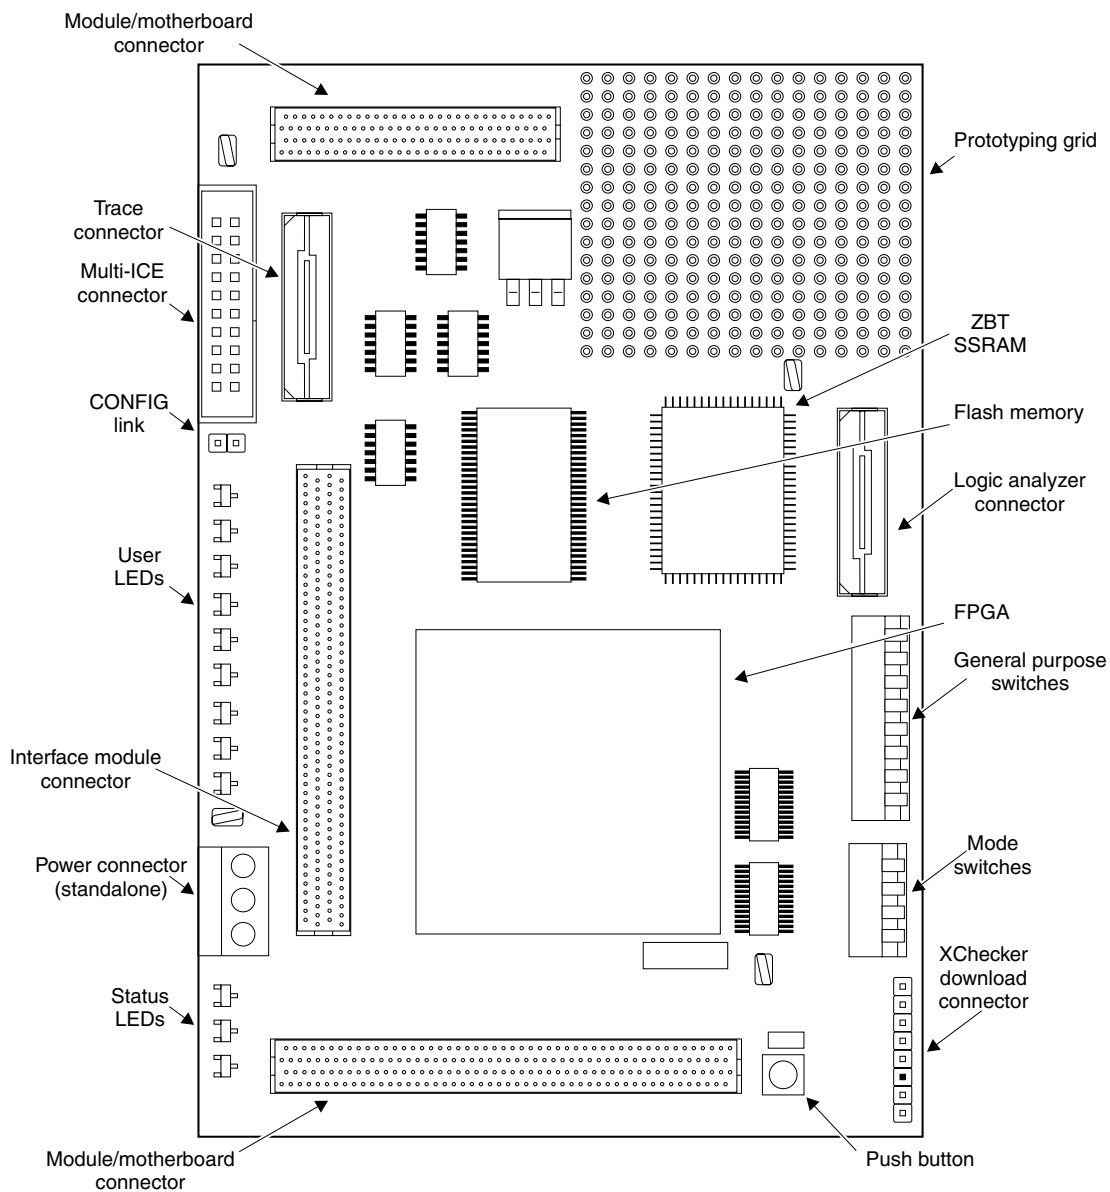 Module/motherboard
connector
Prototyping grid
Trace
connector
Multi-ICE
connector
ZBT
SSRAM
CONFIG
link
Flash memory
Logic analyzer
connector
User
LEDs
FPGA
General purpose
switches
Interface module
connector
Mode
switches
Power connector
(standalone)
XChecker
download
connector
Status
LEDs
Module/motherboard
connector
Push button